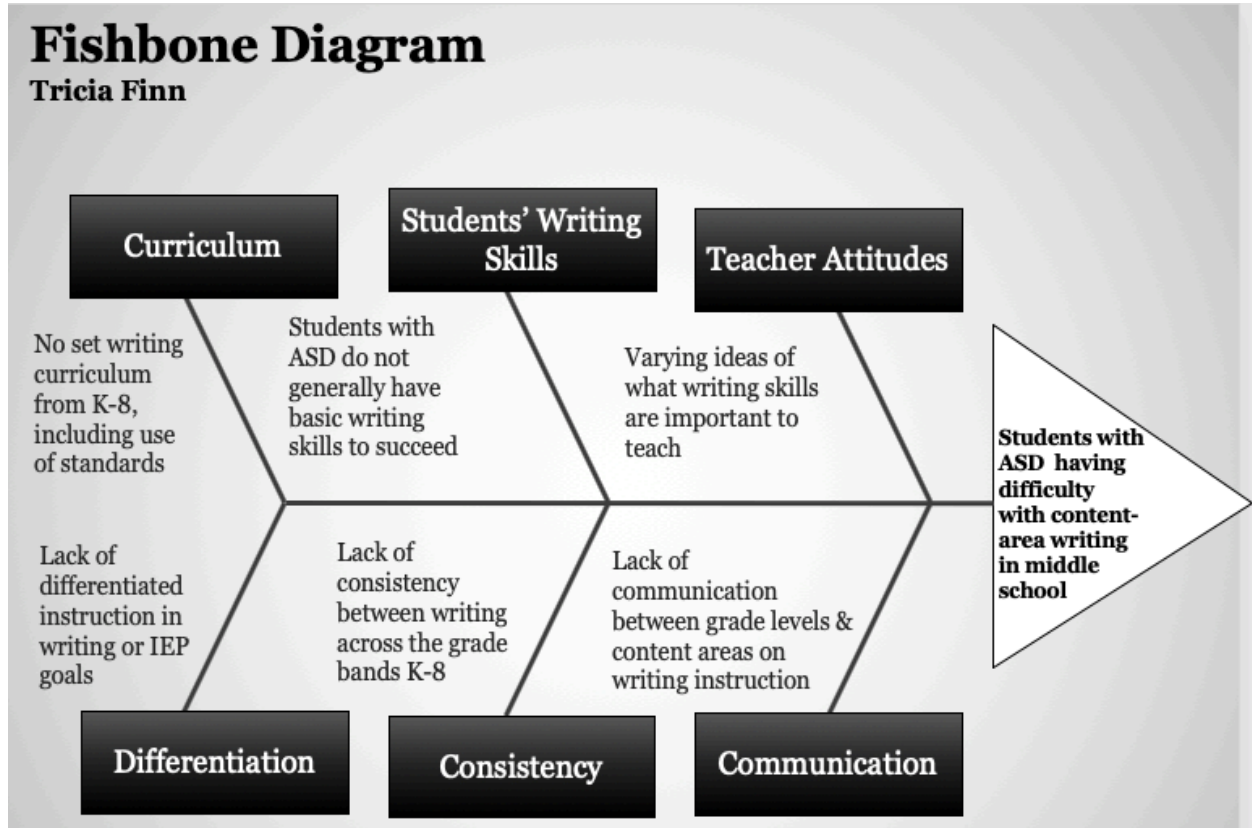 Fishbone Diagram
Tricia Finn
Curriculum
Students’ Writing
Skills
Teacher Attitudes
No set writing
curriculum
from K-8,
including use
of standards
Students with
ASD do not
generally have
basic writing
skills to succeed
Varying ideas of
what writing skills
are important to
teach
Students with
ASD having
difficulty
with content-
area writing
in middle
school
Lack of
differentiated
instruction in
writing or IEP
goals
Lack of
consistency
between writing
across the grade
bands K-8
Lack of
communication
between grade levels &
content areas on
writing instruction
Differentiation
Consistency
Communication